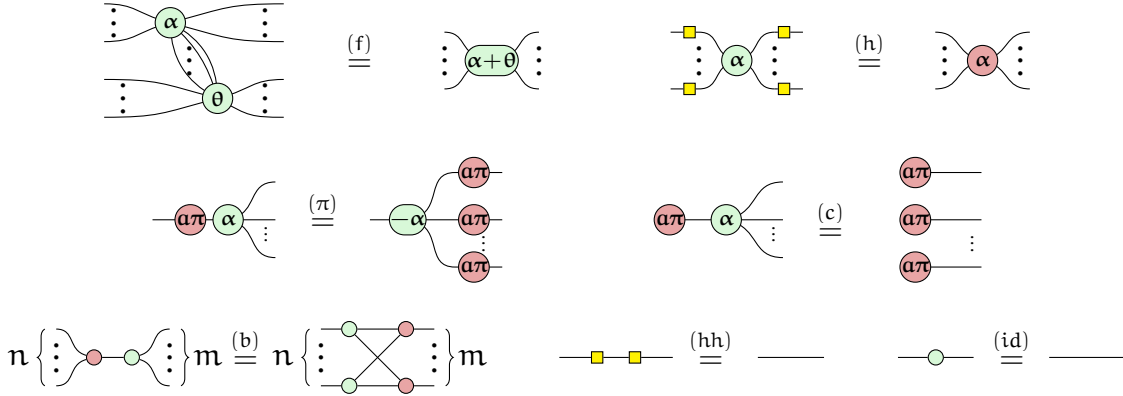 α θ (f) = α+θ α (h) = α
aπ α (π) = −α aπ aπ aπ aπ α (c) = aπ aπ aπ
n { } m (b) = n { } m (hh) = (id) =